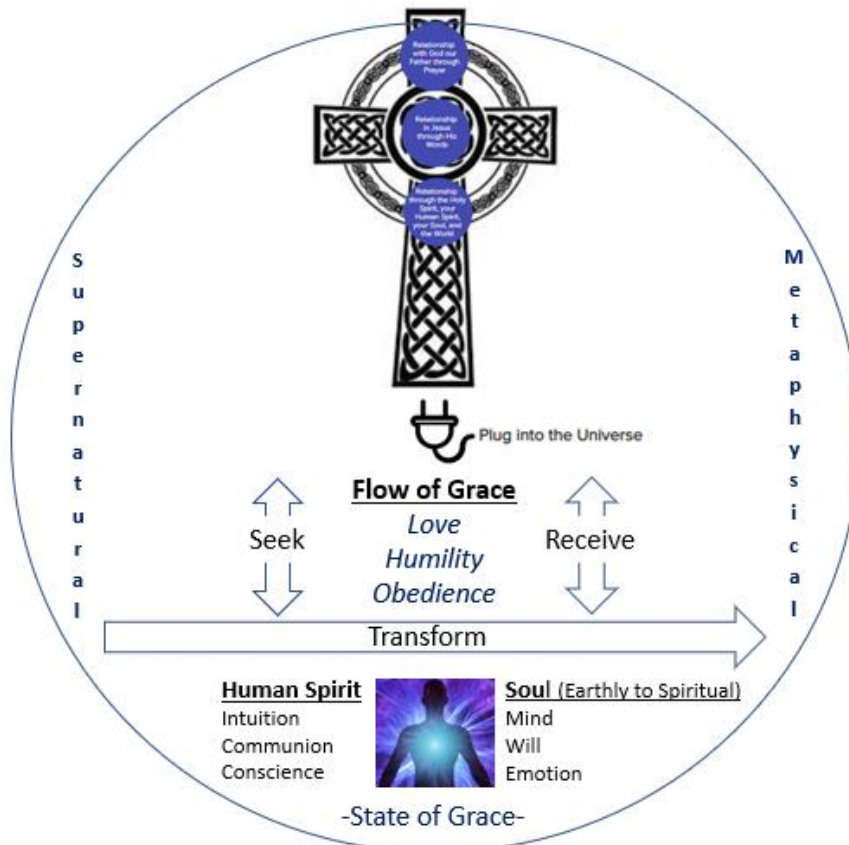 Relationship
with God our
Father through
Prayer
Relationship
in Jesus
through His
Words
Relationship
through the Holy
Spirit, your
Human Spirit,
your Soul, and
the World
Supernatural
Metaphysical
Plug into the Universe
Flow of Grace
Love
Humility
Obedience
Seek
Receive
Transform
Human Spirit
Intuition
Communion
Conscience
Soul (Earthly to Spiritual)
Mind
Will
Emotion
-State of Grace-